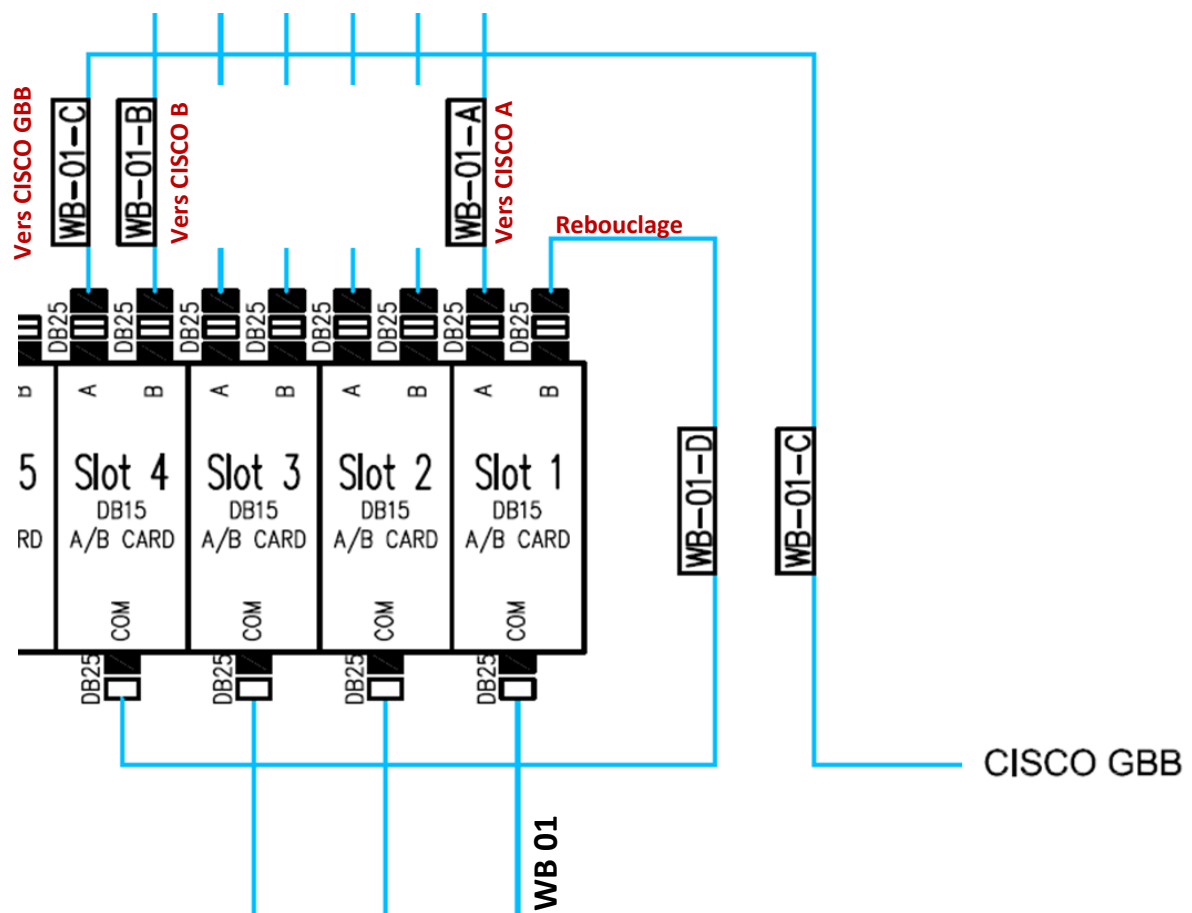 Vers CISCO GBB
WB-01-C
WB-01-B
Vers CISCO B
WB-01-A
Vers CISCO A
Rebouclage
DB25
DB25
DB25
DB25
DB25
DB25
DB25
DB25
B
A
B
A
B
A
B
A
B
5
Slot 4
Slot 3
Slot 2
Slot 1
DB15
DB15
DB15
DB15
RD
A/B CARD
A/B CARD
A/B CARD
A/B CARD
COM
COM
COM
COM
DB25
DB25
DB25
DB25
WB-01-D
WB-01-C
CISCO GBB
WB 01